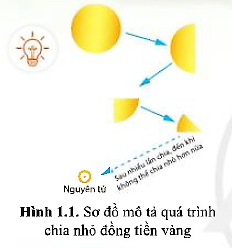 Sau nhiều lần chia, đến khi
không thể chia nhỏ hơn nữa
Nguyên tử
Hình 1.1. Sơ đồ mô tả quá trình
chia nhỏ đồng tiền vàng